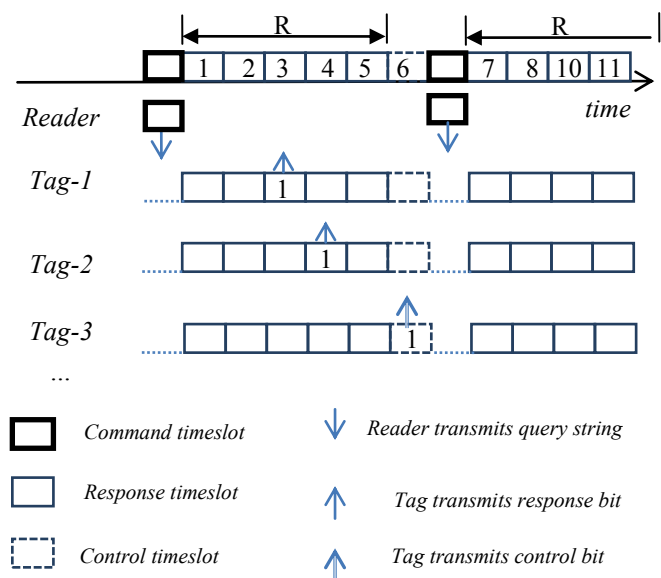 R R
1 2 3 4 5 6 7 8 10 11
Reader time
Tag-1
1
Tag-2
1
Tag-3
1
...
Command timeslot Reader transmits query string
Response timeslot Tag transmits response bit
Control timeslot Tag transmits control bit